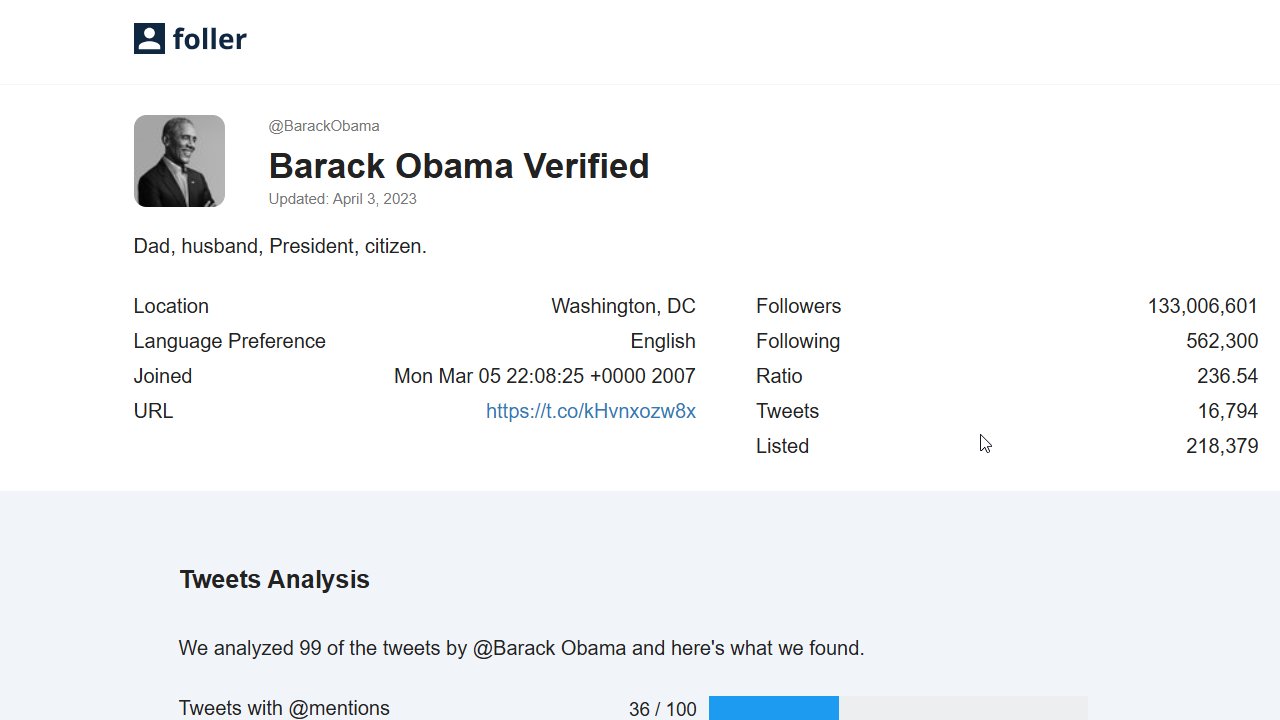 foller
@BarackObama
Barack Obama Verified
Updated: April 3, 2023
Dad, husband, President, citizen.
Location Washington, DC
Language Preference English
Joined Mon Mar 05 22:08:25 +0000 2007
URL https://t.co/kHvnxozw8x
Followers 133,006,601
Following 562,300
Ratio 236.54
Tweets 16,794
Listed 218,379
Tweets Analysis
We analyzed 99 of the tweets by @Barack Obama and here's what we found.
Tweets with @mentions 36 / 100